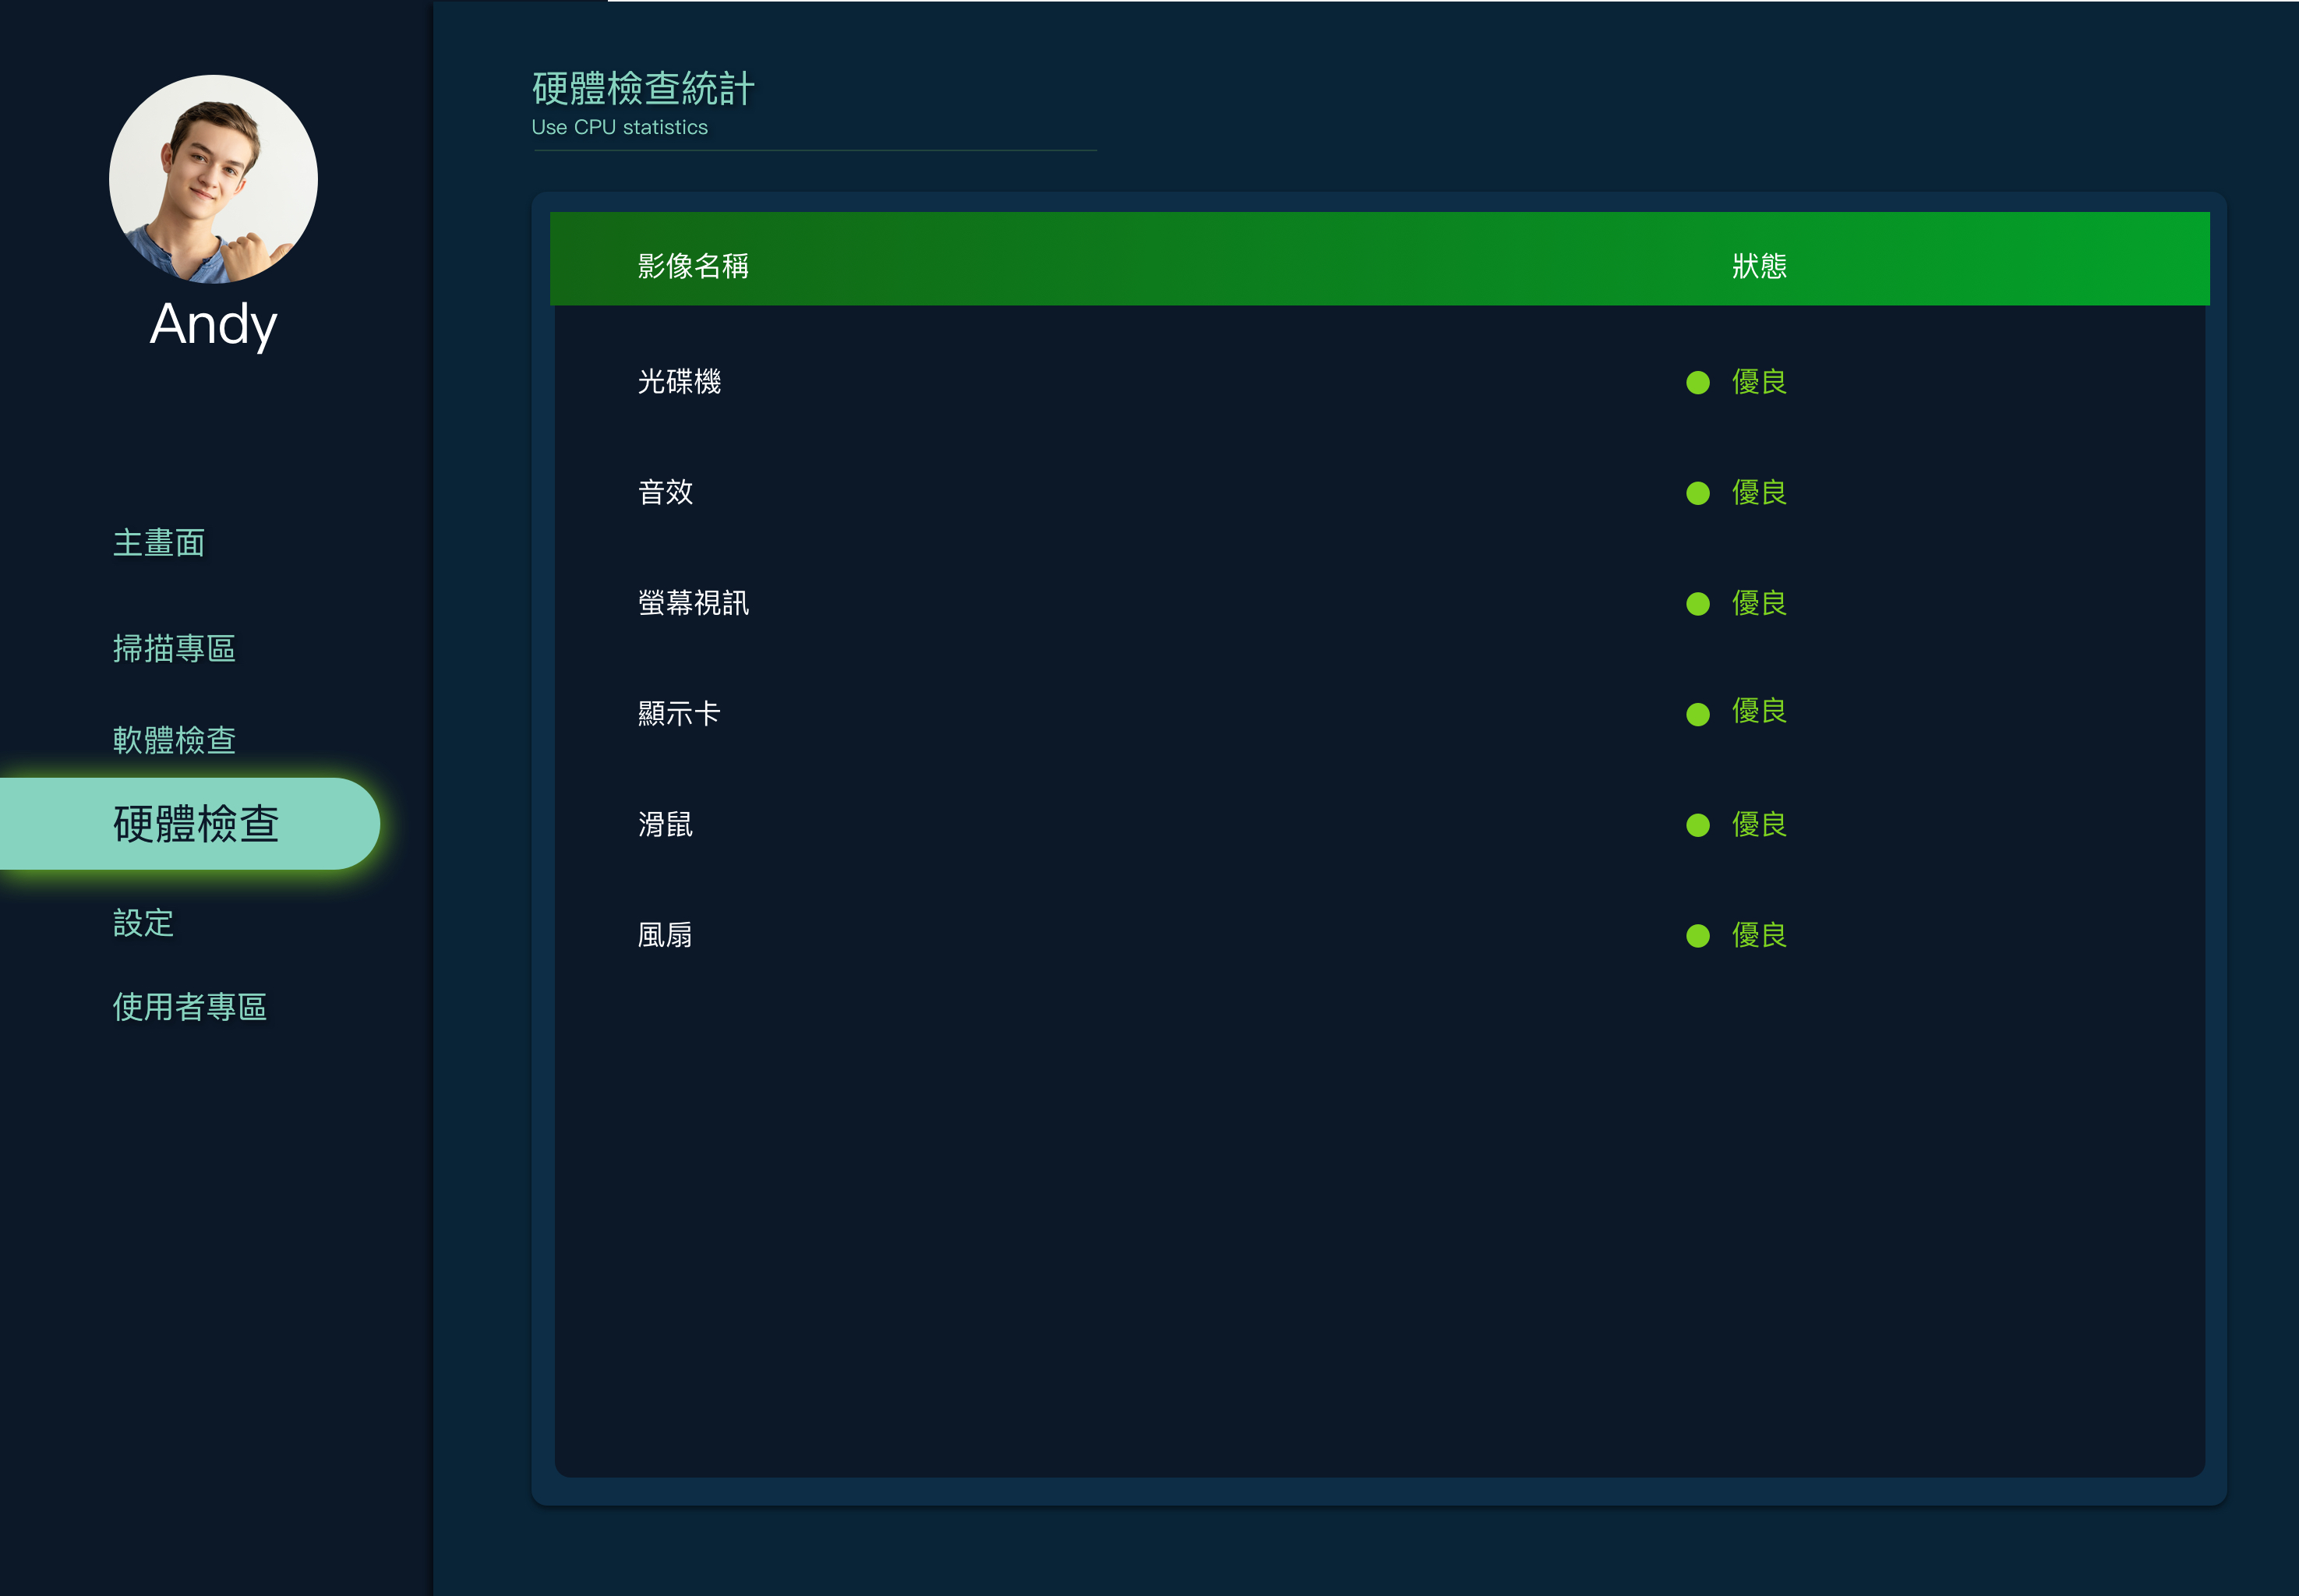 Andy
主畫面
掃描專區
軟體檢查
硬體檢查
設定
使用者專區
硬體檢查統計
Use CPU statistics
影像名稱 狀態
光碟機 優良
音效 優良
螢幕視訊 優良
顯示卡 優良
滑鼠 優良
風扇 優良